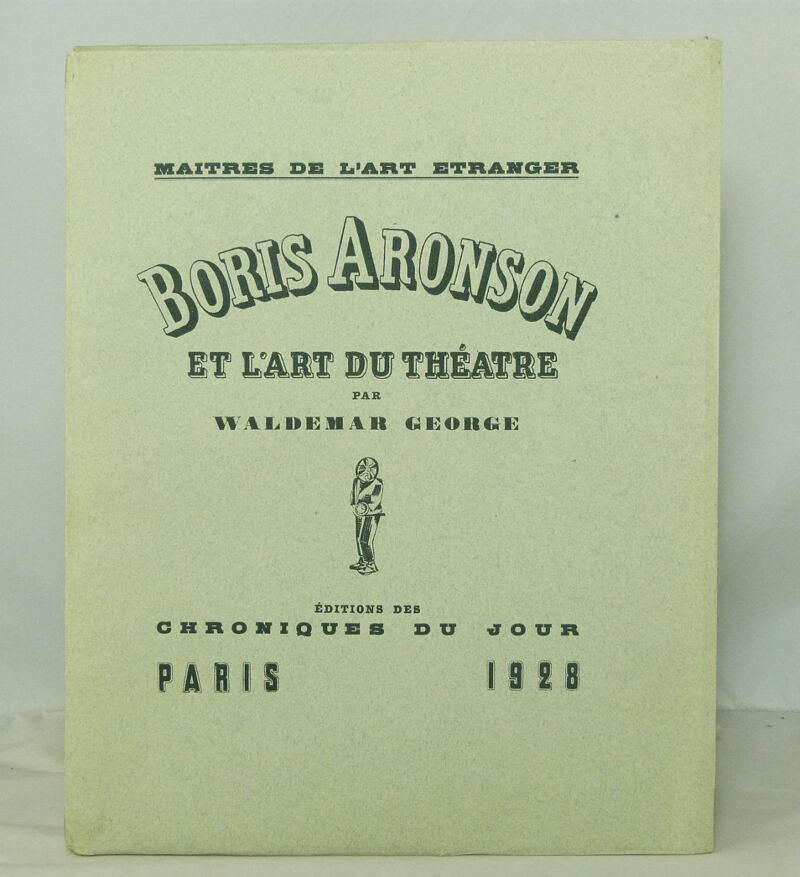 MAITRES DE L'ART ETRANGER
BORIS ARONSON
ET L'ART DU THÉATRE
PAR
WALDEMAR GEORGE
ÉDITIONS DES
CHRONIQUES DU JOUR
PARIS 1928